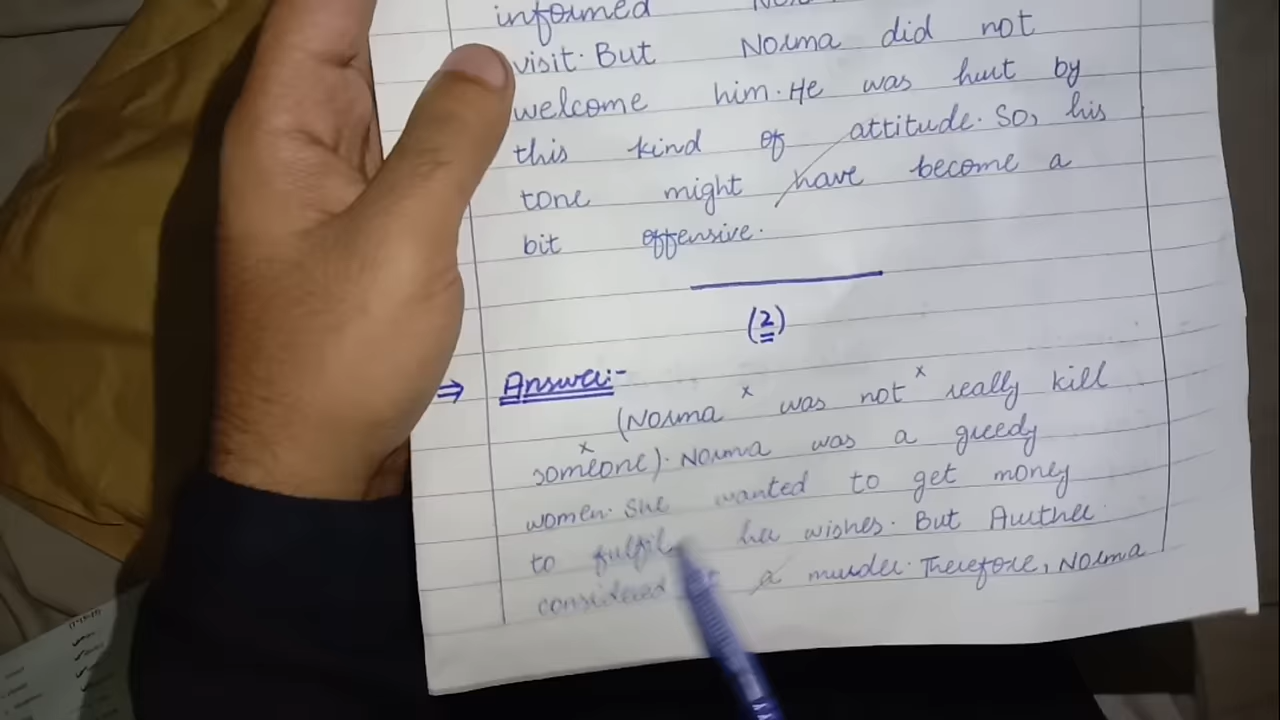 informed
visit. But Norma did not
welcome him. He was hurt by
this kind of attitude. So, his
tone might have become a
bit offensive.
(2)
⇒ Answer:-
(Norma x was not x really kill
x
someone). Norma was a greedy
women. She wanted to get money
to fulfil her wishes. But Auther
considered a murder. Therefore, Norma